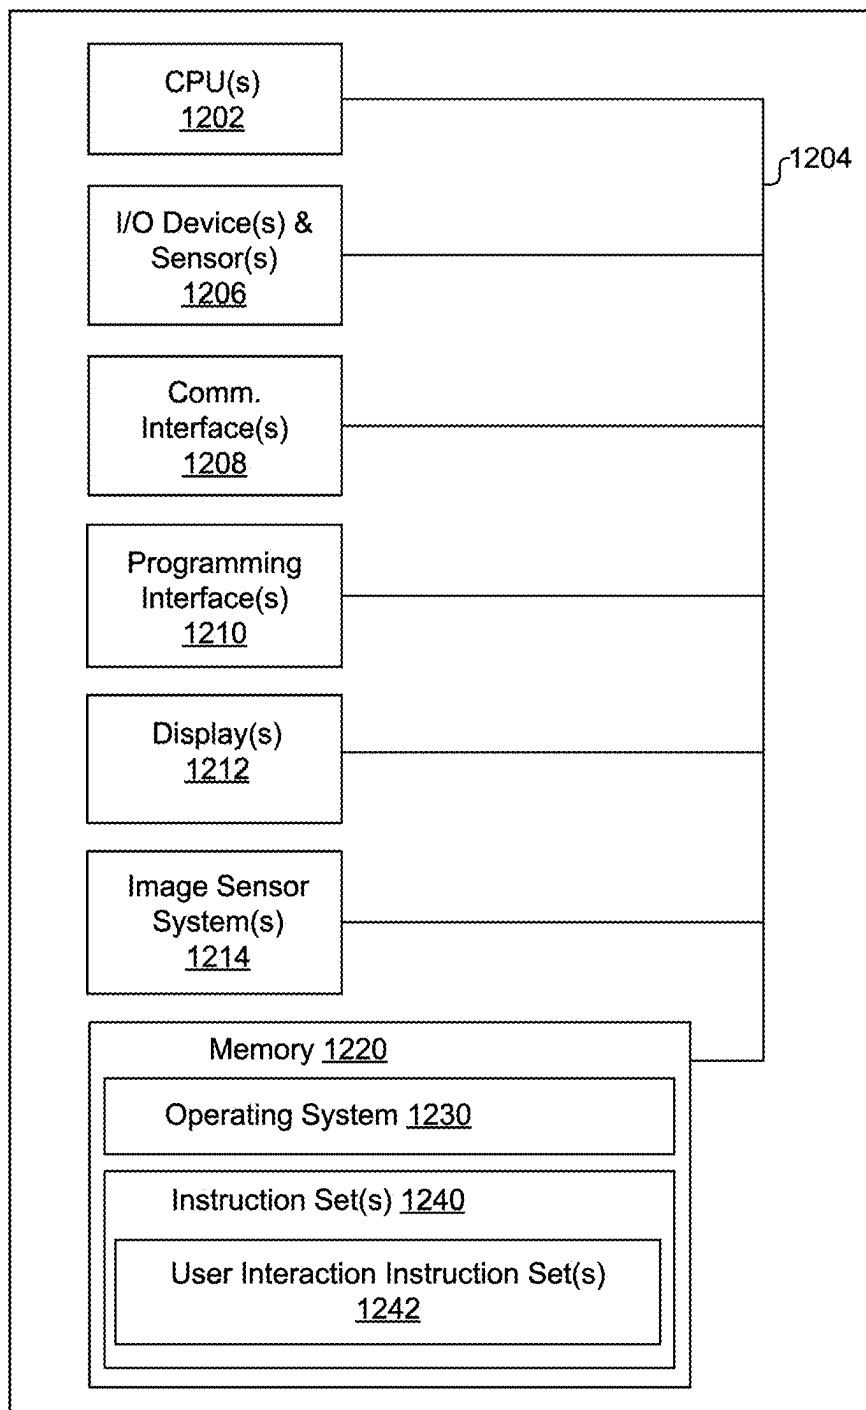 CPU(s)
1202
1204
I/O Device(s) &
Sensor(s)
1206
Comm.
Interface(s)
1208
Programming
Interface(s)
1210
Display(s)
1212
Image Sensor
System(s)
1214
Memory 1220
Operating System 1230
Instruction Set(s) 1240
User Interaction Instruction Set(s)
1242